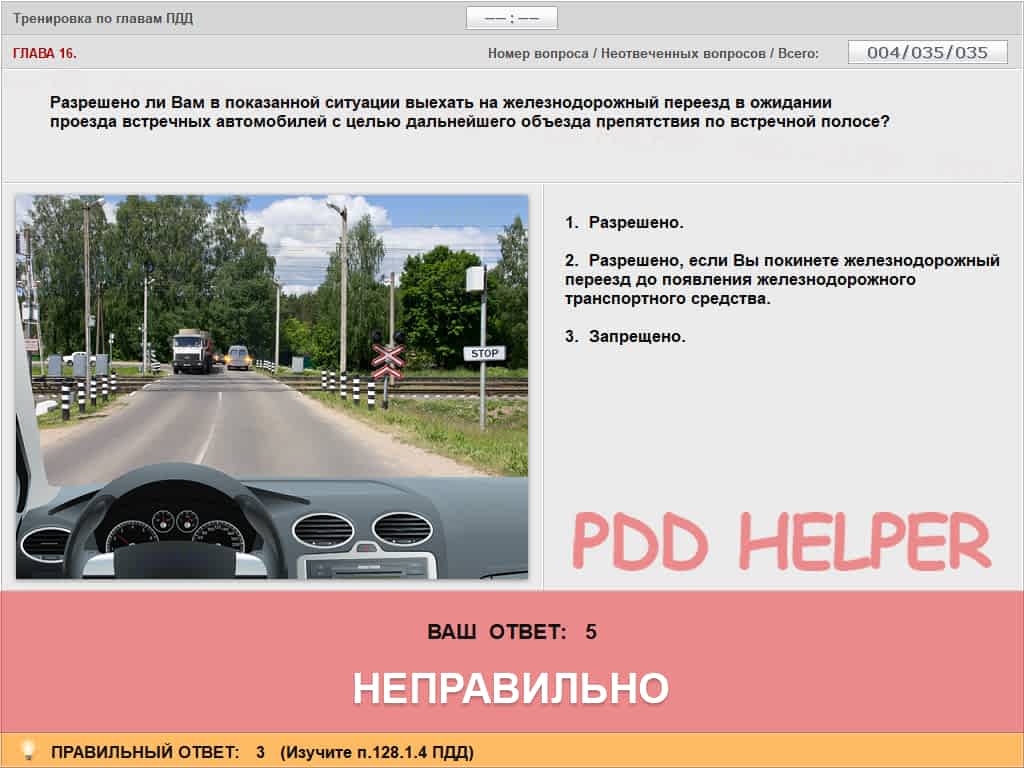 Тренировка по главам ПДД
–– : ––
ГЛАВА 16.
Номер вопроса / Неотвеченных вопросов / Всего:
004/035/035
Разрешено ли Вам в показанной ситуации выехать на железнодорожный переезд в ожидании
проезда встречных автомобилей с целью дальнейшего объезда препятствия по встречной полосе?
STOP
1. Разрешено.
2. Разрешено, если Вы покинете железнодорожный
переезд до появления железнодорожного
транспортного средства.
3. Запрещено.
PDD HELPER
ВАШ ОТВЕТ: 5
НЕПРАВИЛЬНО
ПРАВИЛЬНЫЙ ОТВЕТ: 3 (Изучите п.128.1.4 ПДД)